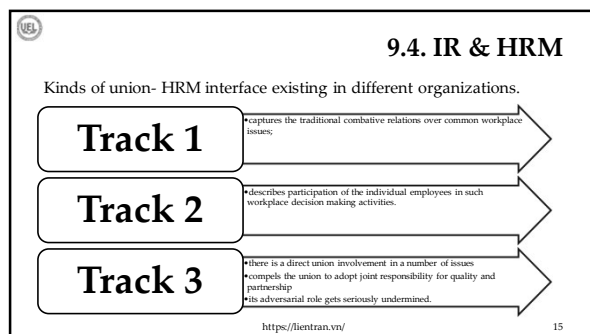 UEL
9.4. IR & HRM
Kinds of union- HRM interface existing in different organizations.
Track 1
•captures the traditional combative relations over common workplace
issues;
Track 2
•describes participation of the individual employees in such
workplace decision making activities.
Track 3
•there is a direct union involvement in a number of issues
•compels the union to adopt joint responsibility for quality and
partnership
•its adversarial role gets seriously undermined.
https://lientran.vn/
15